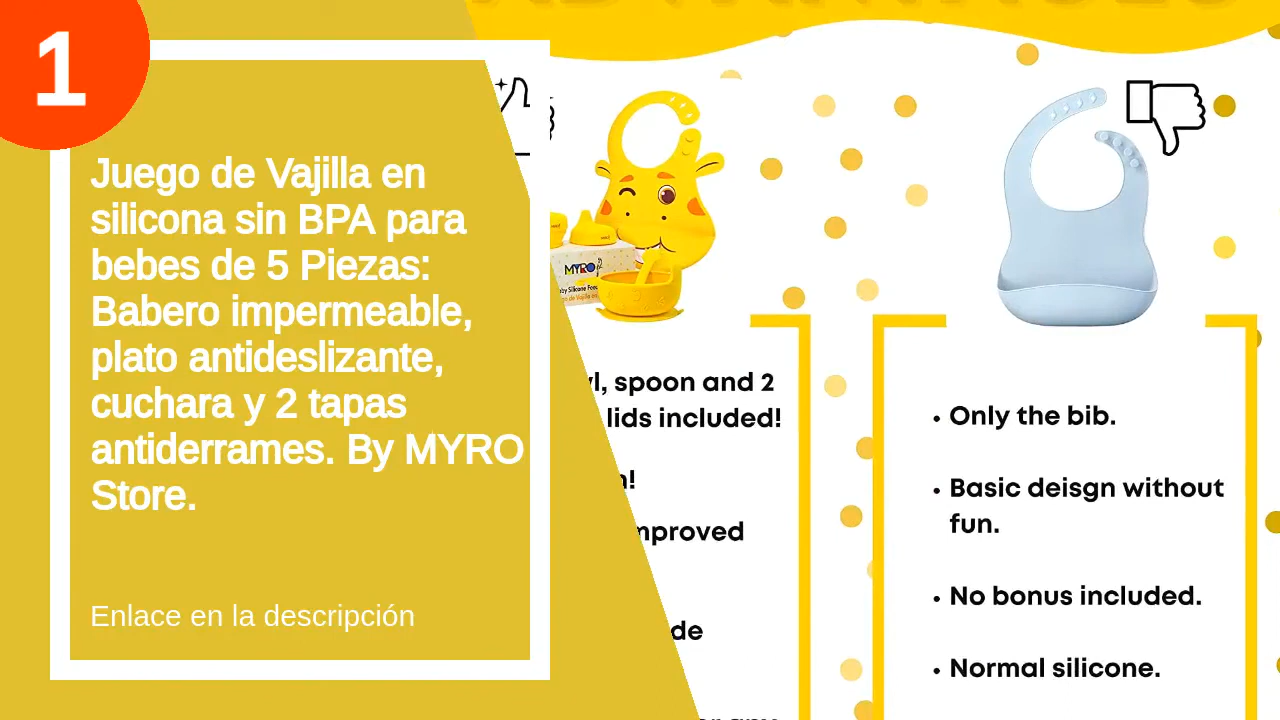 1
Juego de Vajilla en
silicona sin BPA para
bebes de 5 Piezas:
Babero impermeable,
plato antideslizante,
cuchara y 2 tapas
antiderrames. By MYRO
Store.
Enlace en la descripción
MYRO
spoon and 2
lids included!
de
• Only the bib.
• Basic deisgn without
fun.
• No bonus included.
• Normal silicone.